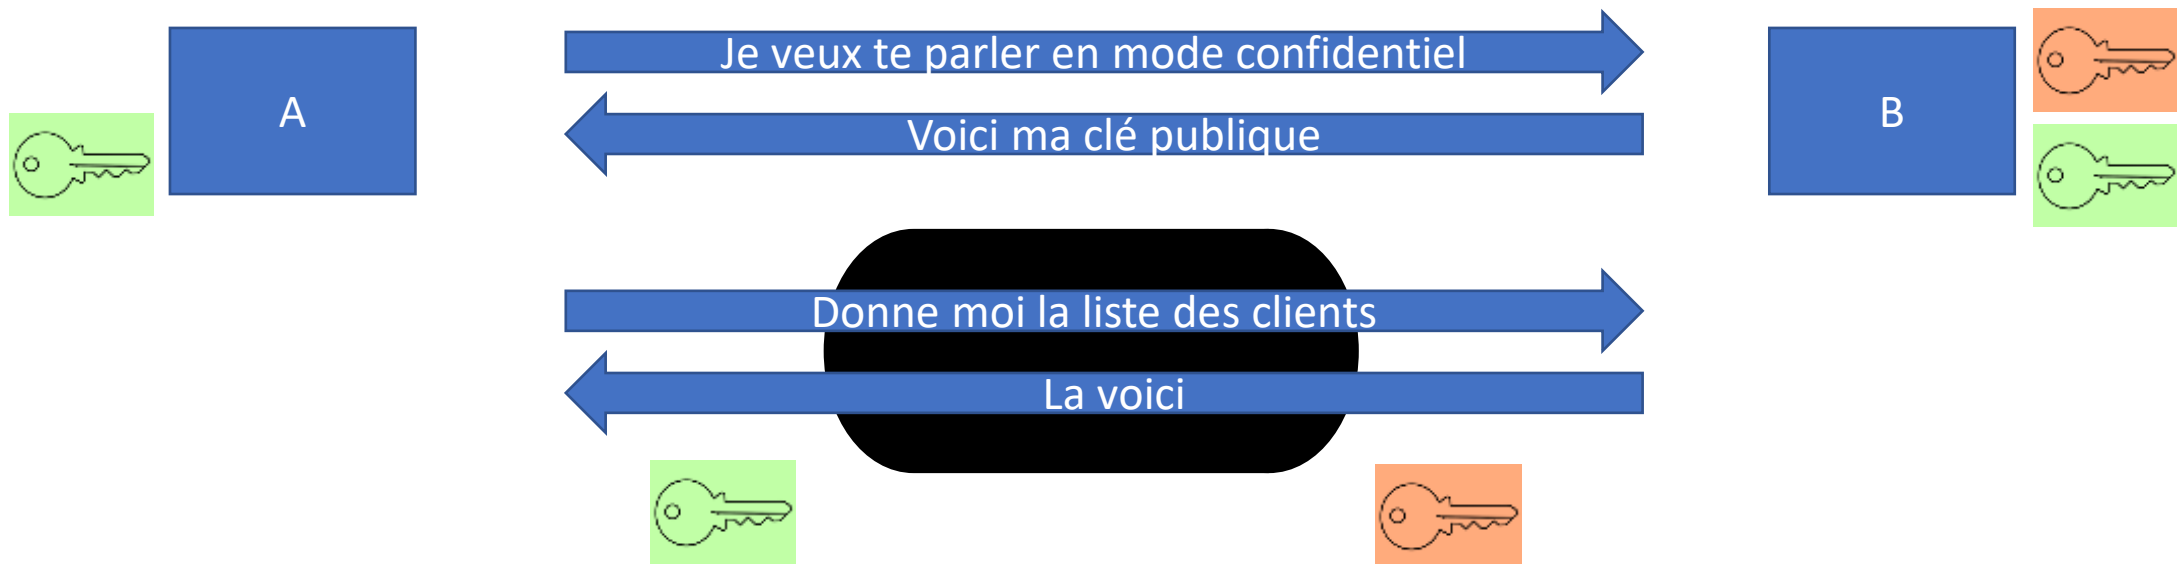 Je veux te parler en mode confidentiel
A
B
Voici ma clé publique
Donne moi la liste des clients
La voici